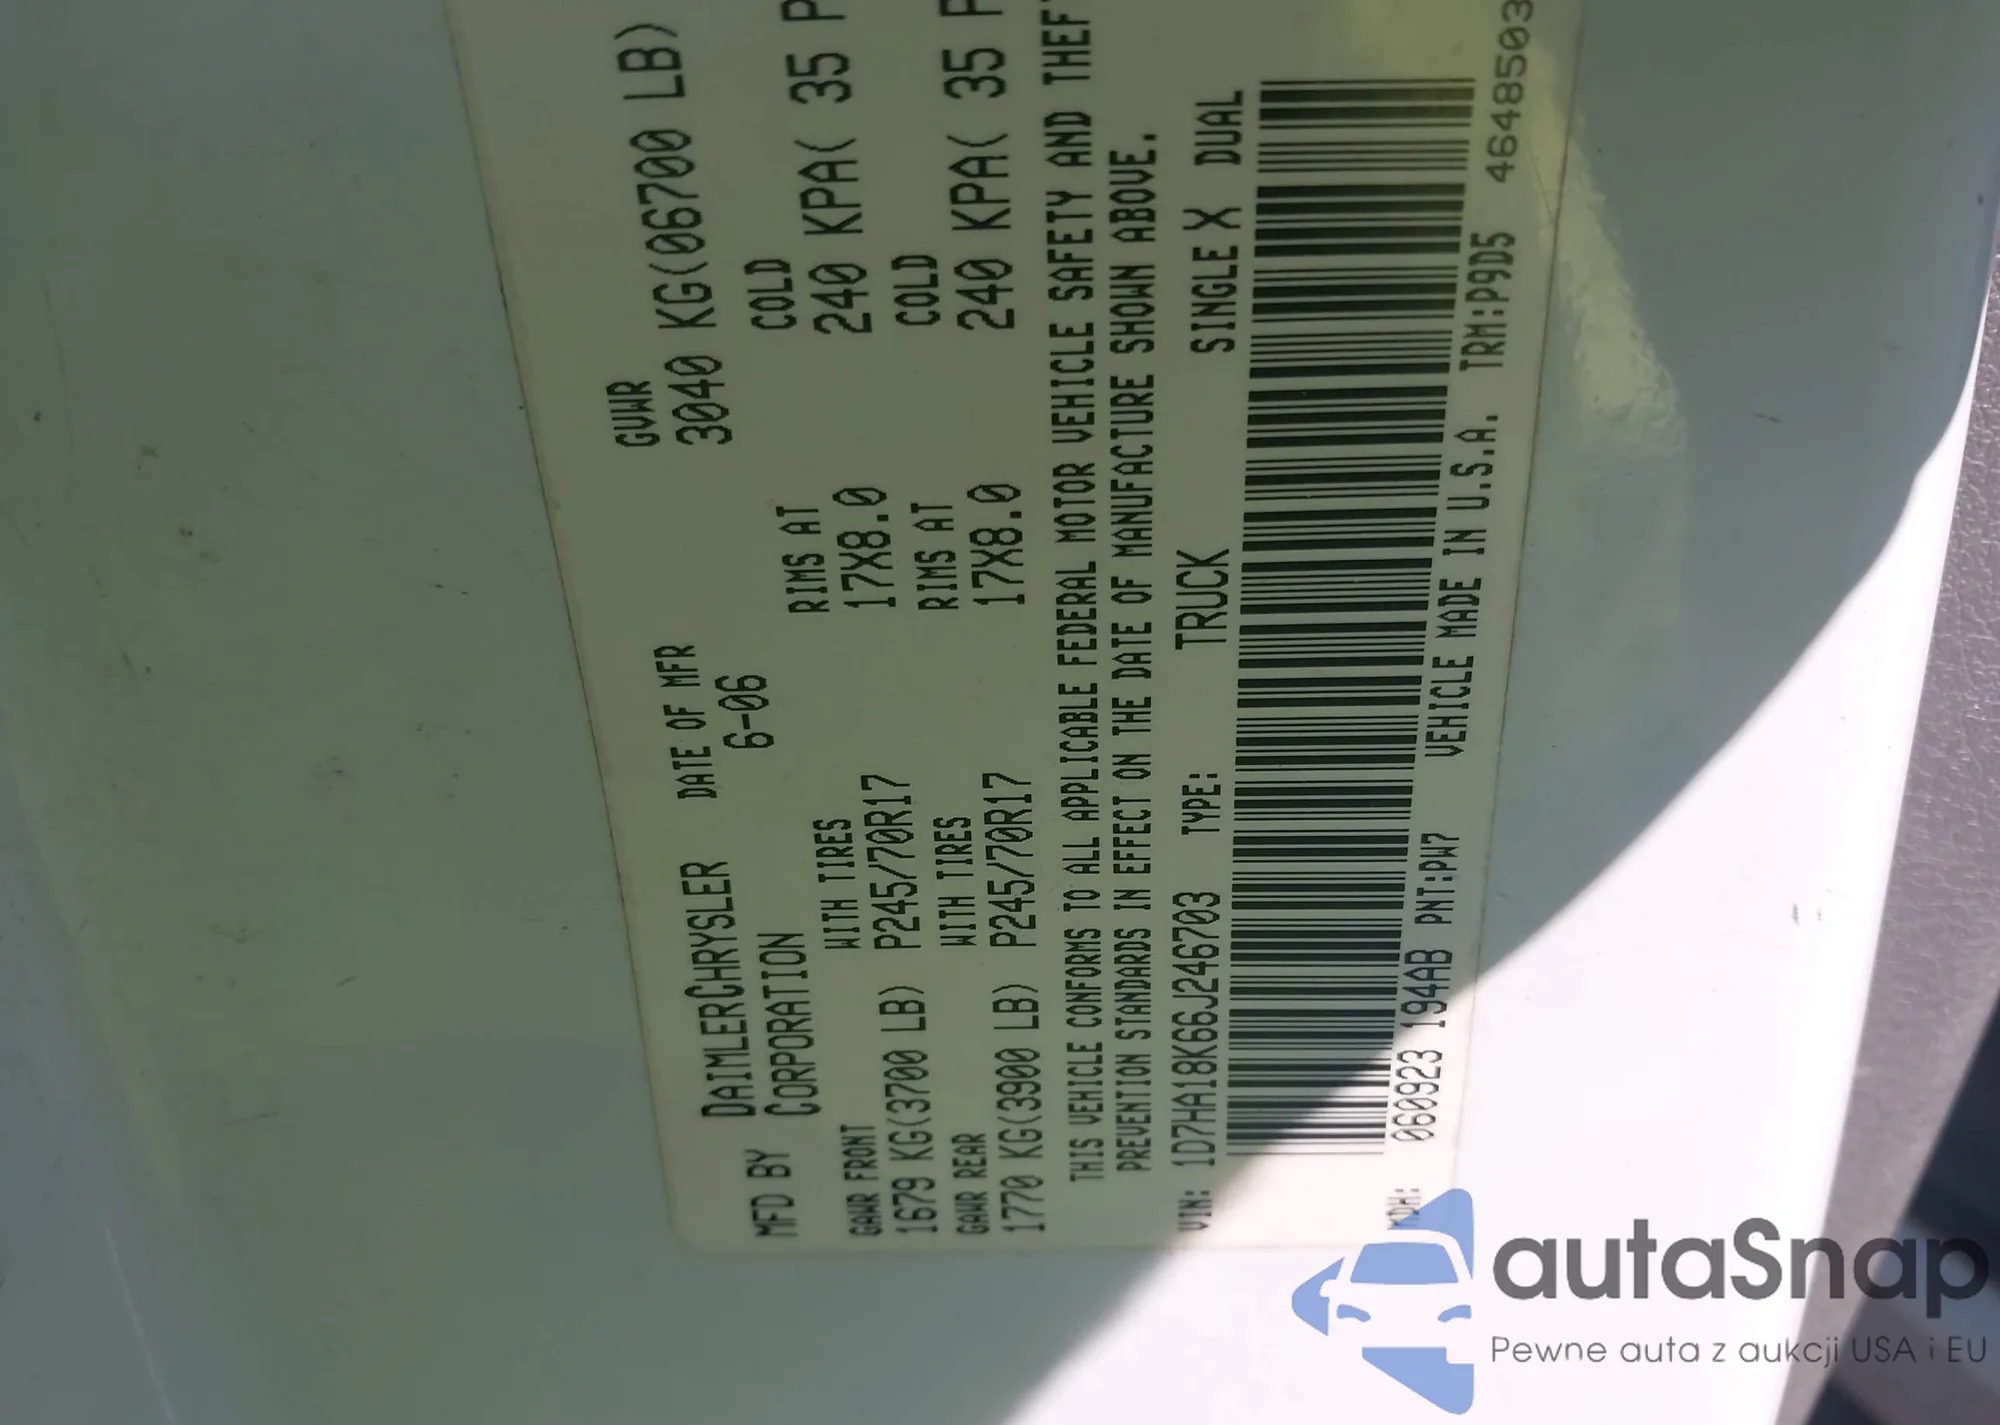 MFD BY DAIMLERCHRYSLER CORPORATION DATE OF MFR 6-06 GVWR 3040 KG(06700 LB)
GAWR FRONT WITH TIRES RIMS AT COLD
1679 KG(3700 LB) P245/70R17 17X8.0 240 KPA( 35 P
GAWR REAR WITH TIRES RIMS AT COLD
1770 KG(3900 LB) P245/70R17 17X8.0 240 KPA( 35 P
THIS VEHICLE CONFORMS TO ALL APPLICABLE FEDERAL MOTOR VEHICLE SAFETY AND THEF
PREVENTION STANDARDS IN EFFECT ON THE DATE OF MANUFACTURE SHOWN ABOVE.
VIN: 1D7HA18K66J246703 TYPE: TRUCK SINGLE X DUAL
MDH: 060923 194AB PNT:PW7 VEHICLE MADE IN U.S.A. TRM:P9D5 4648503
autaSnap
Pewne auta z aukcji USA i EU